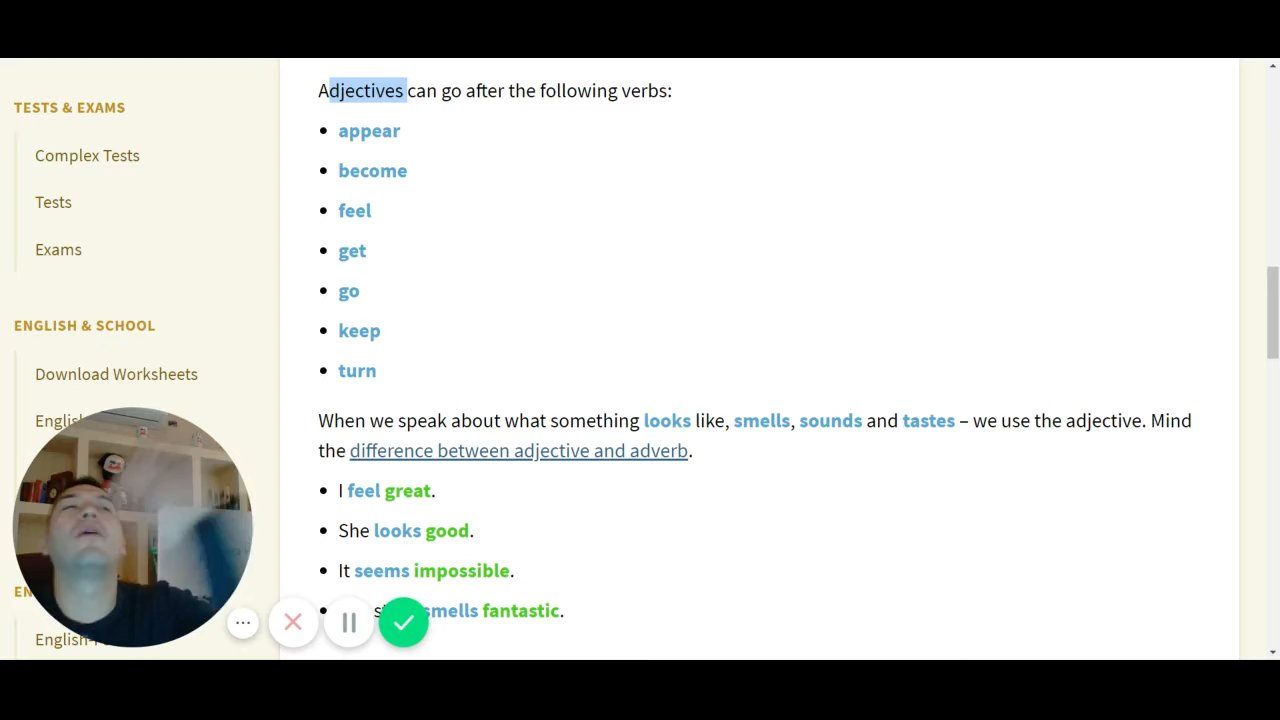 TESTS & EXAMS
Complex Tests
Tests
Exams
ENGLISH & SCHOOL
Download Worksheets
Adjectives can go after the following verbs:
appear
become
feel
get
go
keep
turn
When we speak about what something looks like, smells, sounds and tastes – we use the adjective. Mind
the difference between adjective and adverb.
I feel great.
She looks good.
It seems impossible.
smells fantastic.